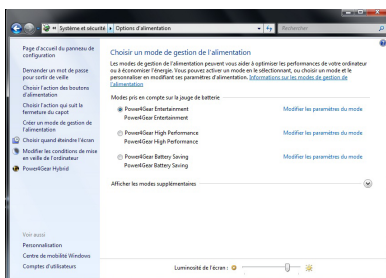 Système et sécurité ▸ Options d'alimentation
Rechercher
Page d'accueil du panneau de
configuration
Demander un mot de passe
pour sortir de veille
Choisir l'action des boutons
d'alimentation
Choisir l'action qui suit la
fermeture du capot
Créer un mode de gestion de
l'alimentation
Choisir quand éteindre l'écran
Modifier les conditions de mise
en veille de l'ordinateur
Power4Gear Hybrid
Voir aussi
Personnalisation
Centre de mobilité Windows
Comptes d'utilisateurs
Choisir un mode de gestion de l'alimentation
Les modes de gestion de l'alimentation peuvent vous aider à optimiser les performances de votre ordinateur
ou à économiser l'énergie. Vous pouvez activer un mode en le sélectionnant, ou choisir un mode et le
personnaliser en modifiant ses paramètres d'alimentation. Informations sur les modes de gestion de
l'alimentation
Modes pris en compte sur la jauge de batterie
Power4Gear Entertainment Modifier les paramètres du mode
Power4Gear Entertainment
Power4Gear High Performance Modifier les paramètres du mode
Power4Gear High Performance
Power4Gear Battery Saving Modifier les paramètres du mode
Power4Gear Battery Saving
Afficher les modes supplémentaires
Luminosité de l'écran :